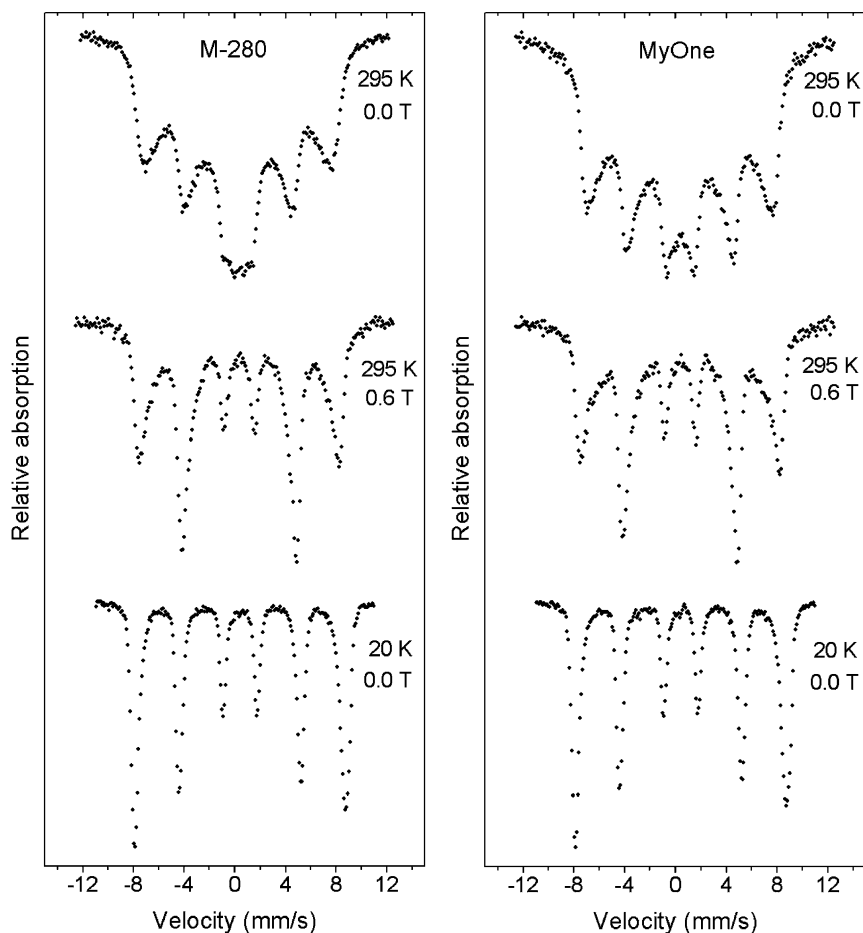 M-280
295 K
0.0 T
295 K
0.6 T
20 K
0.0 T
Relative absorption
-12 -8 -4 0 4 8 12
Velocity (mm/s)
MyOne
295 K
0.0 T
295 K
0.6 T
20 K
0.0 T
Relative absorption
-12 -8 -4 0 4 8 12
Velocity (mm/s)